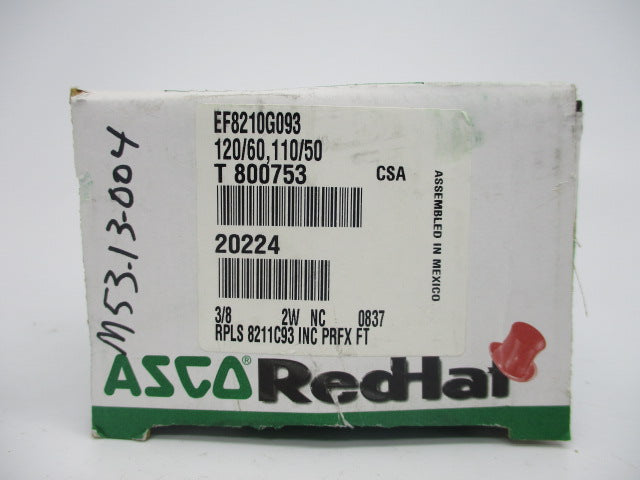 EF8210G093
120/60,110/50
T 800753 CSA
20224
3/8 2W NC 0837
RPLS 8211C93 INC PRFX FT
ASSEMBLED IN MEXICO
M53-13-004
ASCO® RedHat